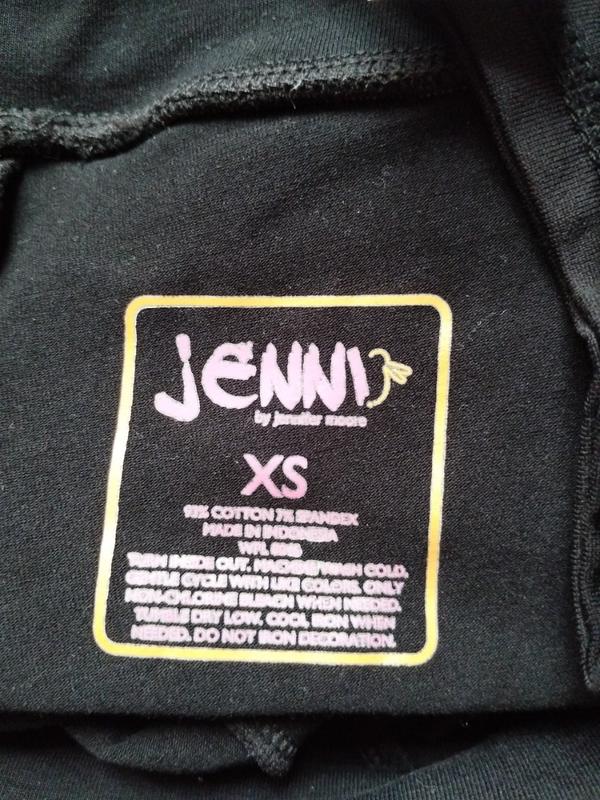 JENNI
by jennifer moore
XS
93% COTTON 7% SPANDEX
MADE IN INDONESIA
WPL
TURN INSIDE OUT. MACHINE WASH COLD.
GENTLE CYCLE WITH LIKE COLORS. ONLY
NON-CHLORINE BLEACH WHEN NEEDED.
TUMBLE DRY LOW. COOL IRON WHEN
NEEDED. DO NOT IRON DECORATION.